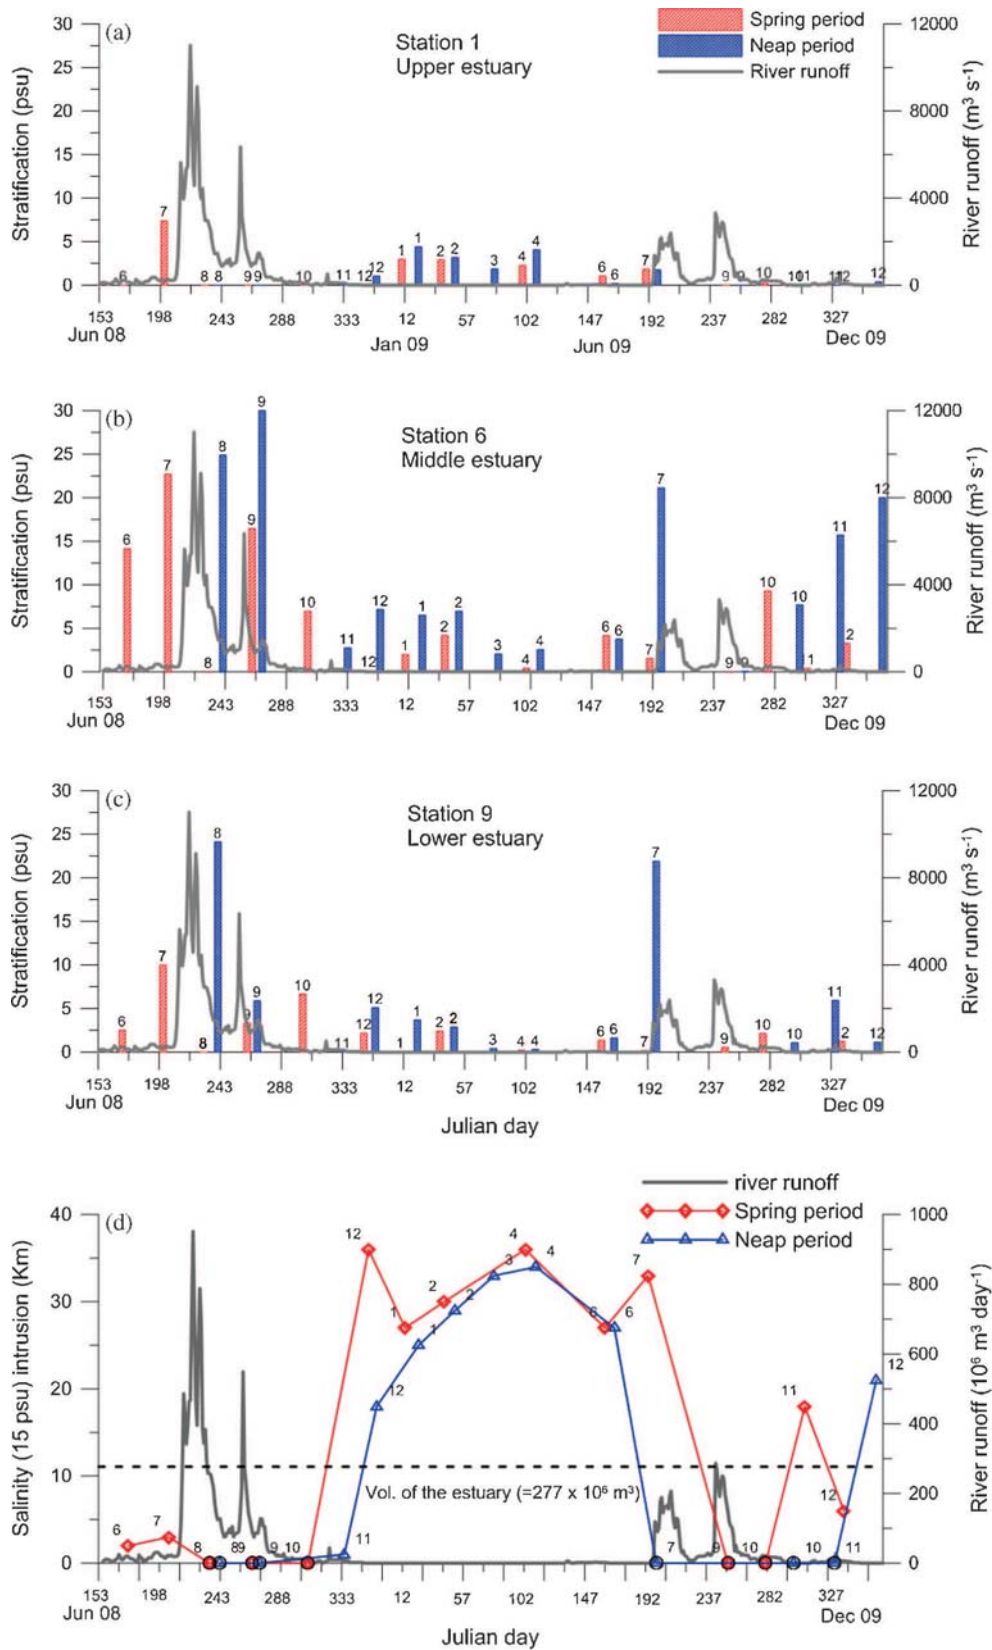 (a)
Station 1
Upper estuary
Spring period
Neap period
River runoff
Stratification (psu)
30
25
20
15
10
5
0
River runoff (m³ s⁻¹)
12000
8000
4000
0
6 7 8 8 9 9 10 11 12 12 1 1 2 2 3 4 4 6 6 7 9 9 10 10 11 12 12
153 198 243 288 333 12 57 102 147 192 237 282 327
Jun 08 Jan 09 Jun 09 Dec 09
(b)
Station 6
Middle estuary
Stratification (psu)
30
25
20
15
10
5
0
River runoff (m³ s⁻¹)
12000
8000
4000
0
6 7 8 8 9 9 10 11 12 12 1 1 2 2 3 4 4 6 6 7 7 9 9 10 10 1 11 2 12
153 198 243 288 333 12 57 102 147 192 237 282 327
Jun 08 Dec 09
(c)
Station 9
Lower estuary
Stratification (psu)
30
25
20
15
10
5
0
River runoff (m³ s⁻¹)
12000
8000
4000
0
6 7 8 8 9 9 10 11 12 12 1 1 2 2 3 4 4 6 6 7 7 9 10 10 11 2 12
153 198 243 288 333 12 57 102 147 192 237 282 327
Jun 08 Dec 09
Julian day
(d)
river runoff
Spring period
Neap period
Salinity (15 psu) intrusion (Km)
40
30
20
10
0
River runoff (10⁶ m³ day⁻¹)
1000
800
600
400
200
0
12 1 2 4 3 4 2 1 12 6 6 7 11 12 12
Vol. of the estuary (=277 x 10⁶ m³)
6 7 8 8 9 9 10 11 7 9 10 10 11
153 198 243 288 333 12 57 102 147 192 237 282 327
Jun 08 Dec 09
Julian day